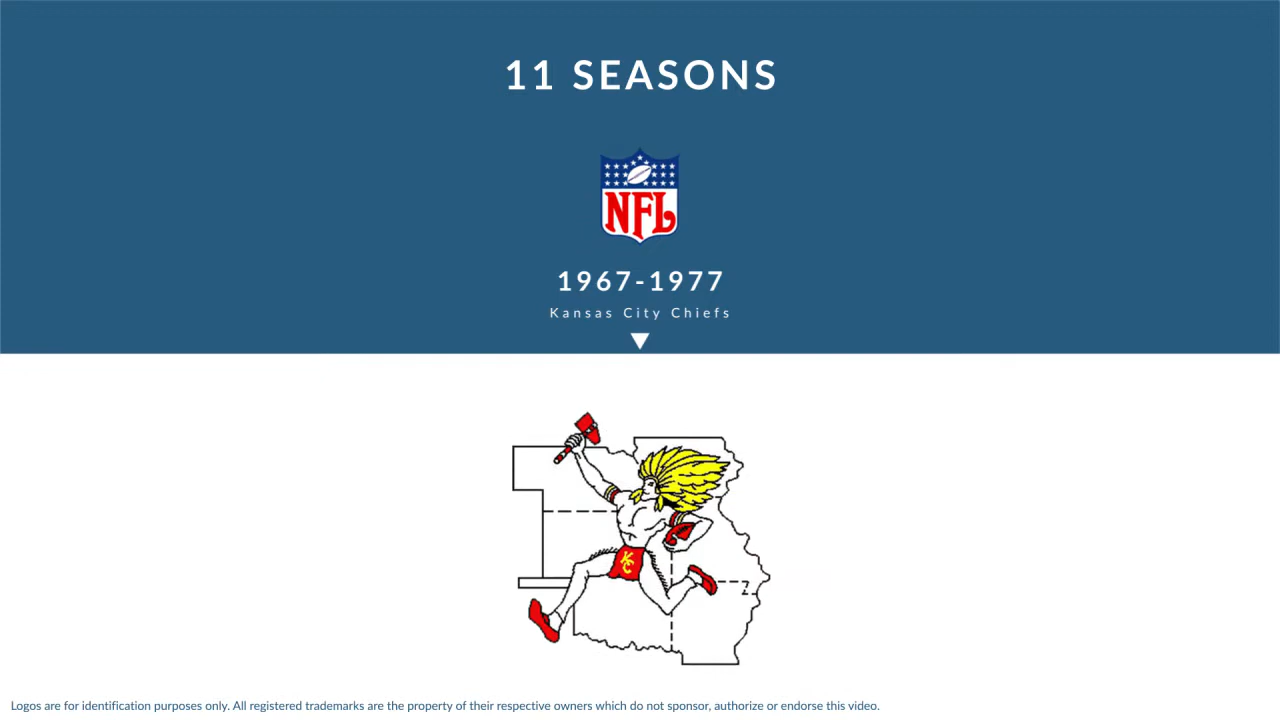 11 SEASONS
NFL
1967-1977
Kansas City Chiefs
KC
Logos are for identification purposes only. All registered trademarks are the property of their respective owners which do not sponsor, authorize or endorse this video.